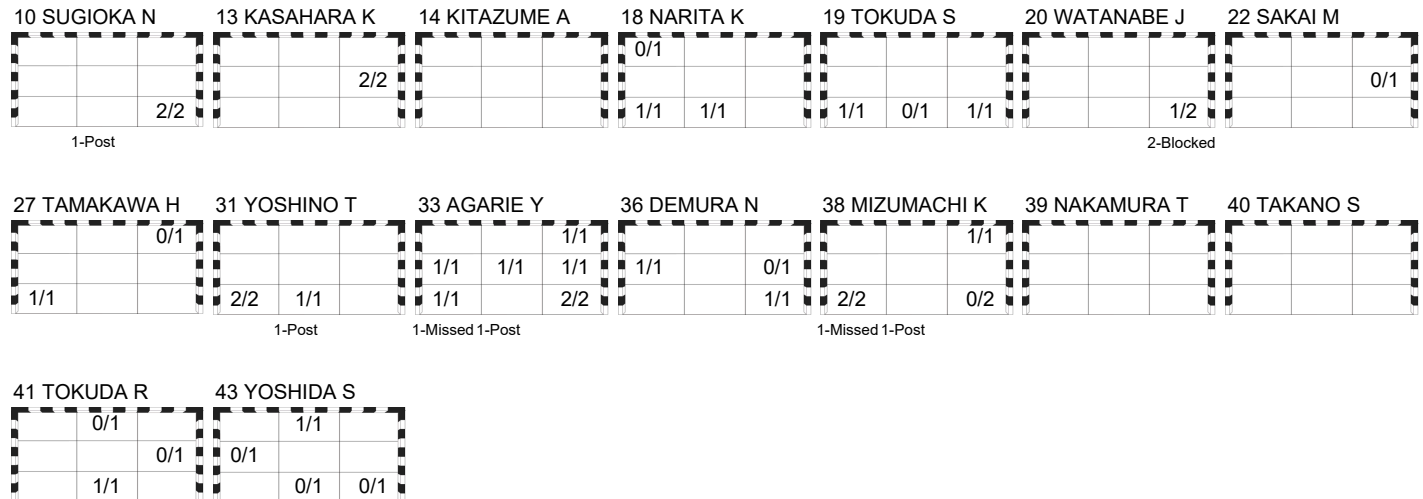 10 SUGIOKA N 13 KASAHARA K 14 KITAZUME A 18 NARITA K 19 TOKUDA S 20 WATANABE J 22 SAKAI M
0/1
2/2 0/1
2/2 1/1 1/1 1/1 0/1 1/1 1/2
1-Post 2-Blocked
27 TAMAKAWA H 31 YOSHINO T 33 AGARIE Y 36 DEMURA N 38 MIZUMACHI K 39 NAKAMURA T 40 TAKANO S
0/1 1/1 1/1
1/1 1/1 1/1 1/1 0/1
1/1 2/2 1/1 1/1 2/2 1/1 2/2 0/2
1-Post 1-Missed 1-Post 1-Missed 1-Post
41 TOKUDA R 43 YOSHIDA S
0/1 1/1
0/1 0/1
1/1 0/1 0/1